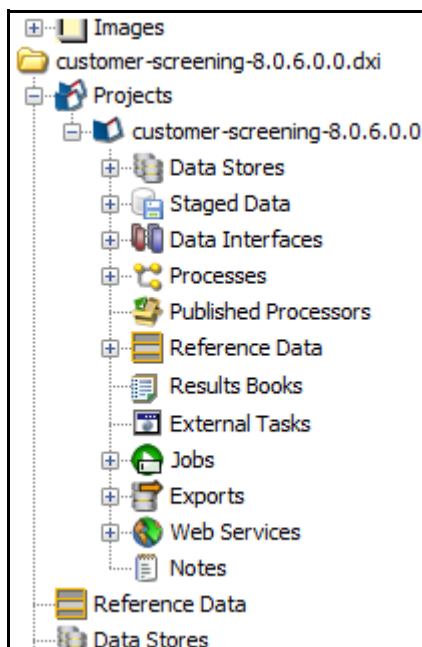 Images
customer-screening-8.0.6.0.0.dxi
Projects
customer-screening-8.0.6.0.0
Data Stores
Staged Data
Data Interfaces
Processes
Published Processors
Reference Data
Results Books
External Tasks
Jobs
Exports
Web Services
Notes
Reference Data
Data Stores